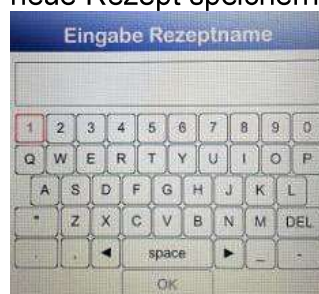 neue Rezept speichern
Eingabe Rezeptname
1 2 3 4 5 6 7 8 9 0
Q W E R T Y U I O P
A S D F G H J K L
* Z X C V B N M DEL
. , ◄ space ► _ -
OK